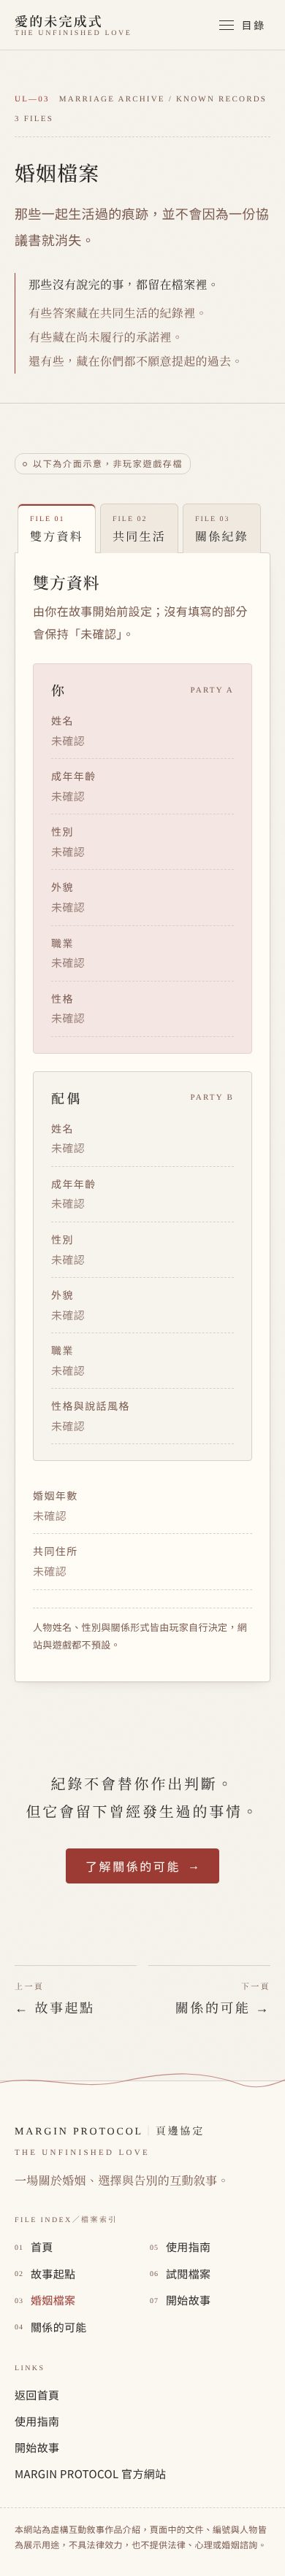 愛的未完成式
THE UNFINISHED LOVE
目錄
UL—03 MARRIAGE ARCHIVE / KNOWN RECORDS
3 FILES
婚姻檔案
那些一起生活過的痕跡，並不會因為一份協
議書就消失。
那些沒有說完的事，都留在檔案裡。
有些答案藏在共同生活的紀錄裡。
有些藏在尚未履行的承諾裡。
還有些，藏在你們都不願意提起的過去。
以下為介面示意，非玩家遊戲存檔
FILE 01
雙方資料
FILE 02
共同生活
FILE 03
關係紀錄
雙方資料
由你在故事開始前設定；沒有填寫的部分
會保持「未確認」。
你
PARTY A
姓名
未確認
成年年齡
未確認
性別
未確認
外貌
未確認
職業
未確認
性格
未確認
配偶
PARTY B
姓名
未確認
成年年齡
未確認
性別
未確認
外貌
未確認
職業
未確認
性格與說話風格
未確認
婚姻年數
未確認
共同住所
未確認
人物姓名、性別與關係形式皆由玩家自行決定，網
站與遊戲都不預設。
紀錄不會替你作出判斷。
但它會留下曾經發生過的事情。
了解關係的可能 →
上一頁
← 故事起點
下一頁
關係的可能 →
MARGIN PROTOCOL | 頁邊協定
THE UNFINISHED LOVE
一場關於婚姻、選擇與告別的互動敘事。
FILE INDEX／檔案索引
01 首頁
02 故事起點
03 婚姻檔案
04 關係的可能
05 使用指南
06 試閱檔案
07 開始故事
LINKS
返回首頁
使用指南
開始故事
MARGIN PROTOCOL 官方網站
本網站為虛構互動敘事作品介紹，頁面中的文件、編號與人物皆
為展示用途，不具法律效力，也不提供法律、心理或婚姻諮詢。